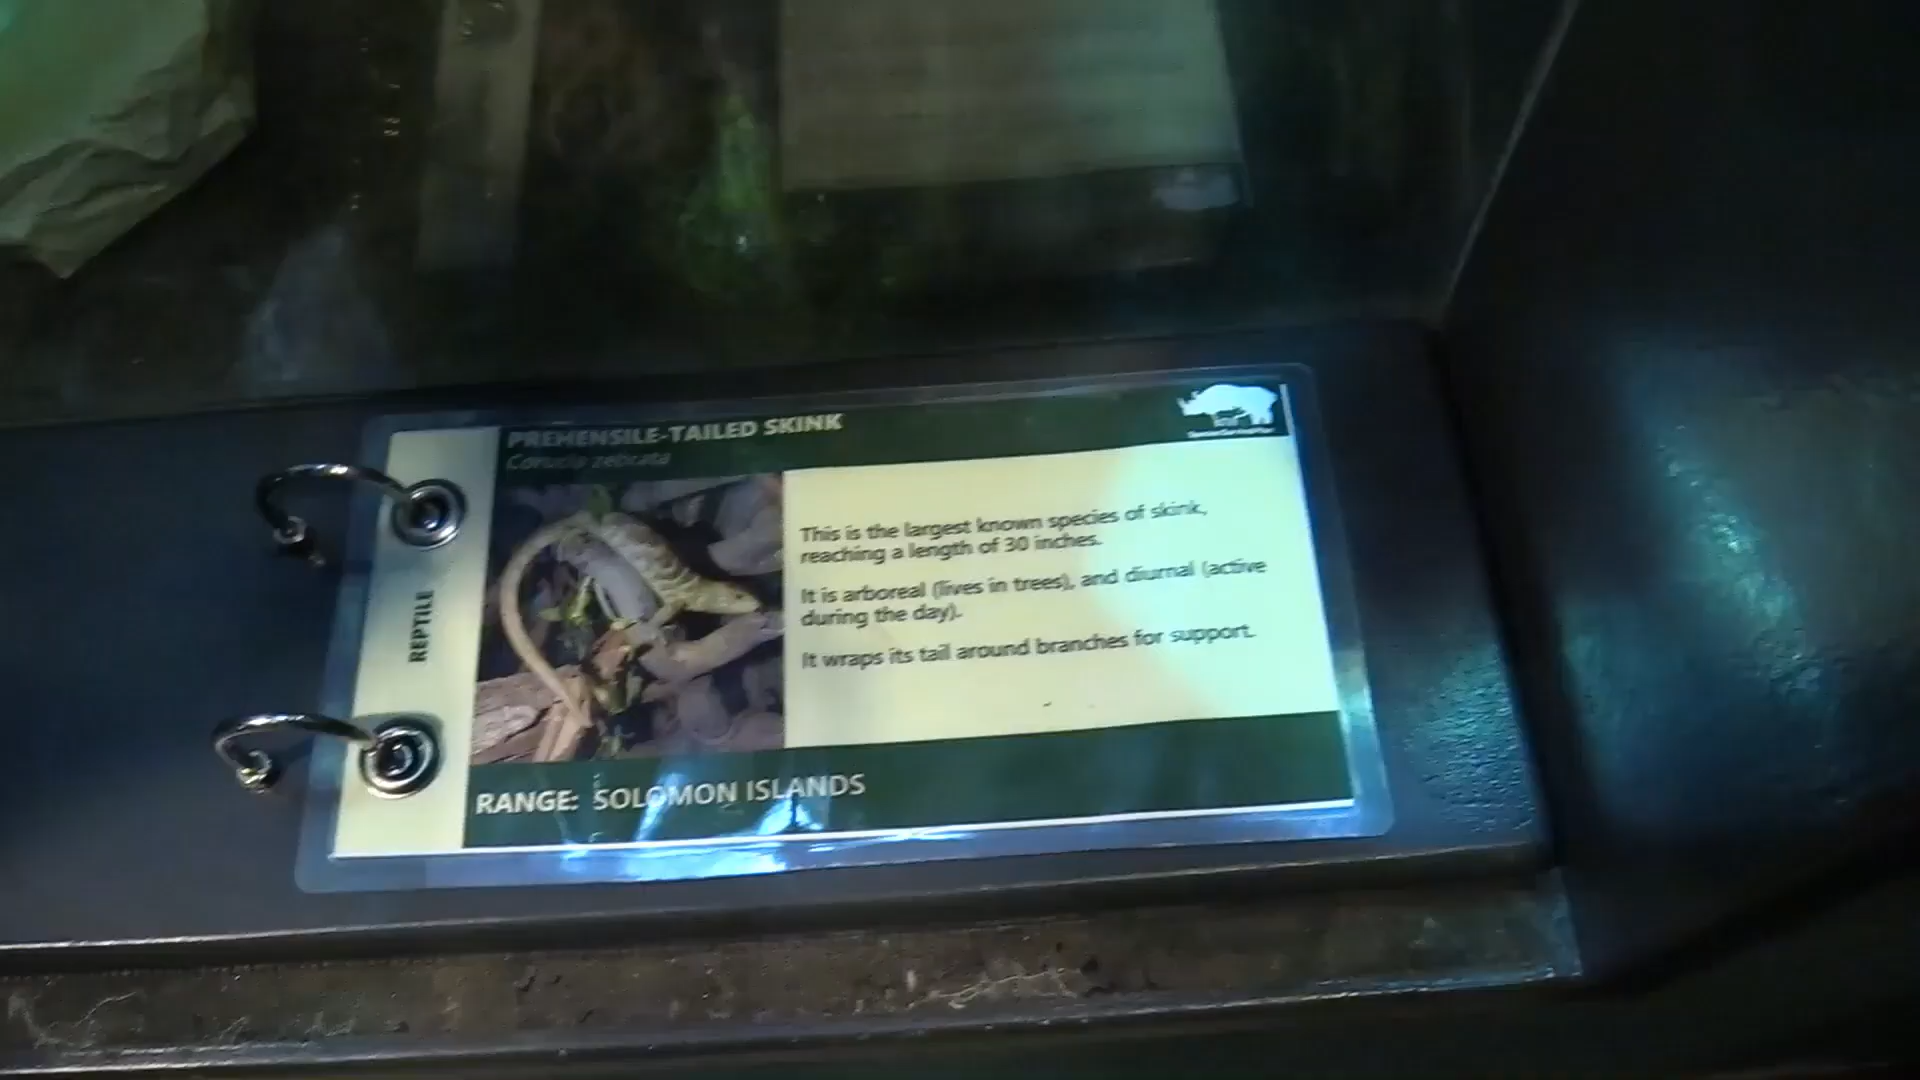 PREHENSILE-TAILED SKINK
Corucia zebrata
This is the largest known species of skink,
reaching a length of 30 inches.
It is arboreal (lives in trees), and diurnal (active
during the day).
It wraps its tail around branches for support.
REPTILE
RANGE: SOLOMON ISLANDS